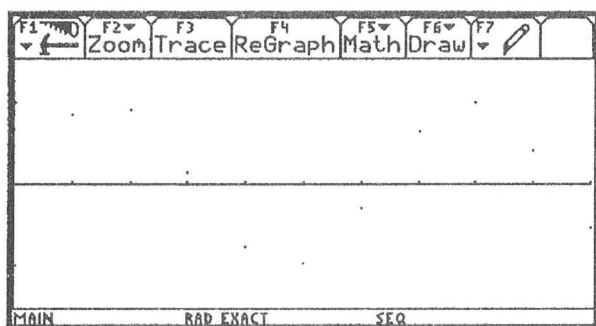 F1 F2 F3 F4 F5 F6 F7
Zoom Trace ReGraph Math Draw
MAIN RAD EXACT SEQ